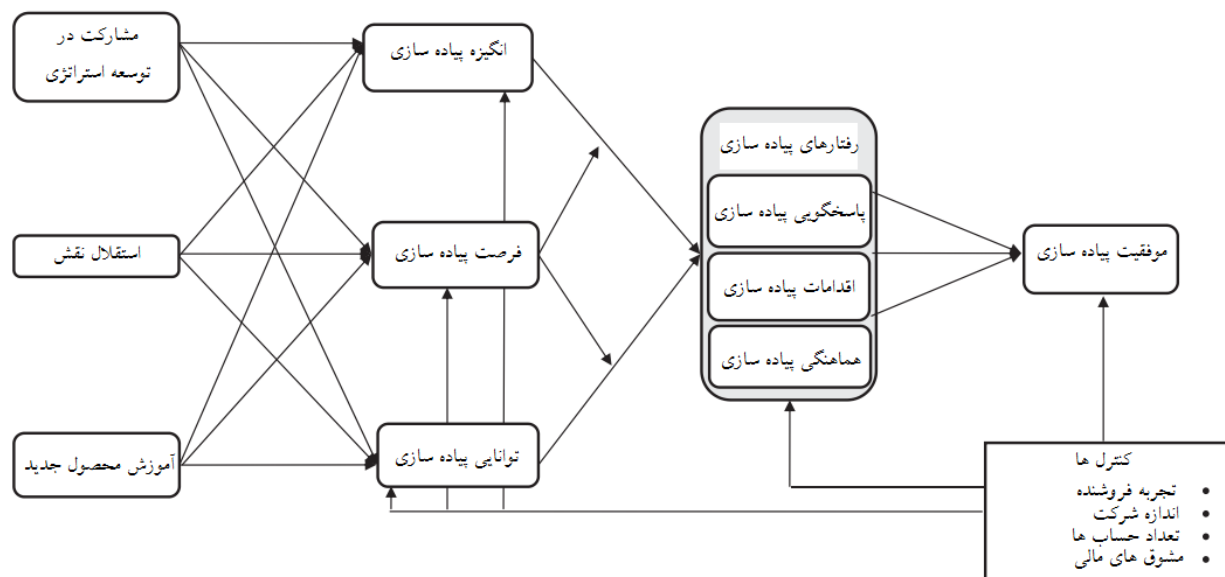 مشارکت در
توسعه استراتژی
استقلال نقش
آموزش محصول جدید
انگیزه پیاده سازی
فرصت پیاده سازی
توانایی پیاده سازی
رفتارهای پیاده سازی
پاسخگویی پیاده سازی
اقدامات پیاده سازی
هماهنگی پیاده سازی
موفقیت پیاده سازی
کنترل ها
• تجربه فروشنده
• اندازه شرکت
• تعداد حساب ها
• مشوق های مالی